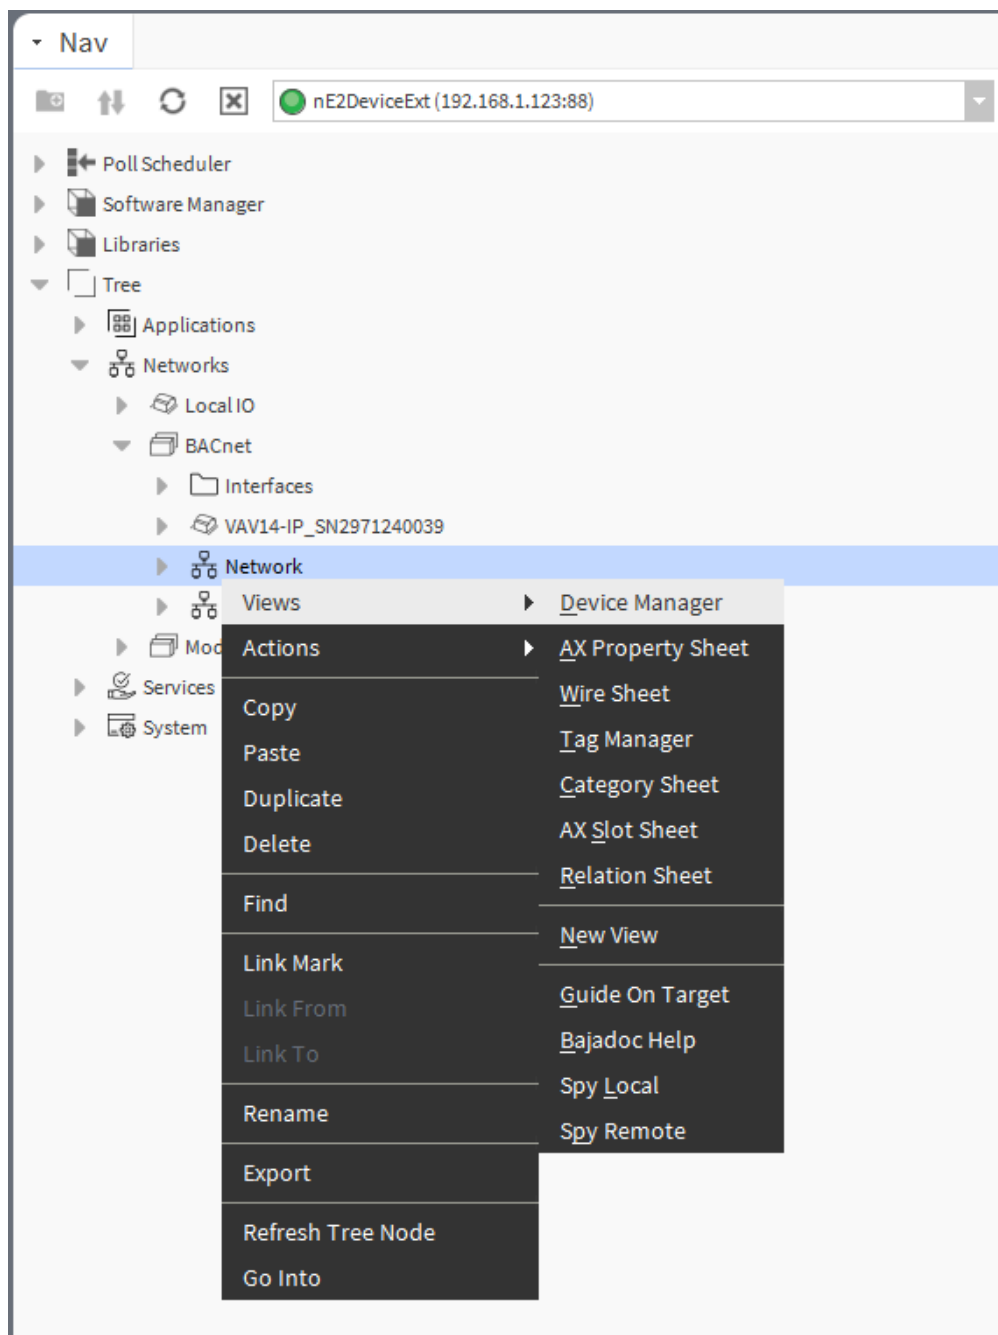 Nav
nE2DeviceExt (192.168.1.123:88)
Poll Scheduler
Software Manager
Libraries
Tree
Applications
Networks
Local IO
BACnet
Interfaces
VAV14-IP_SN2971240039
Network
Mod
Services
System
Views
Actions
Copy
Paste
Duplicate
Delete
Find
Link Mark
Link From
Link To
Rename
Export
Refresh Tree Node
Go Into
Device Manager
AX Property Sheet
Wire Sheet
Tag Manager
Category Sheet
AX Slot Sheet
Relation Sheet
New View
Guide On Target
Bajadoc Help
Spy Local
Spy Remote